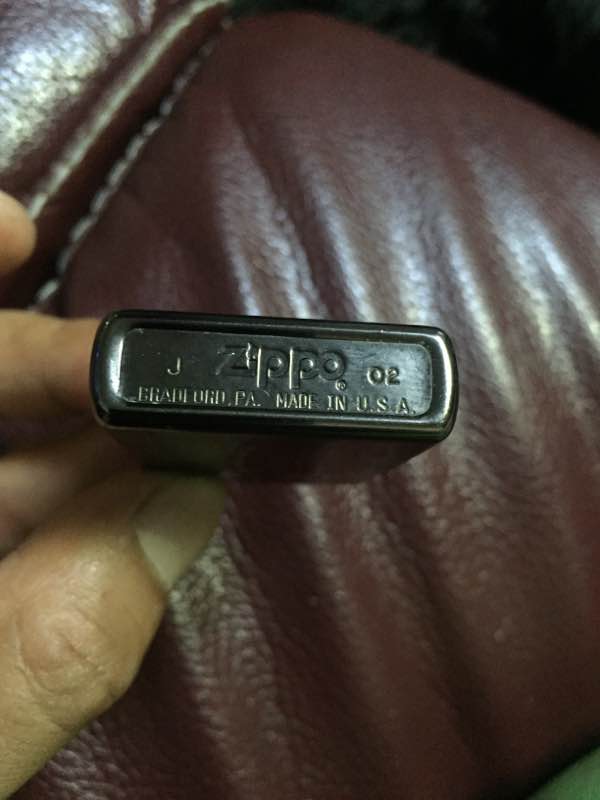 J Zippo® 02
BRADFORD, PA. MADE IN U.S.A.